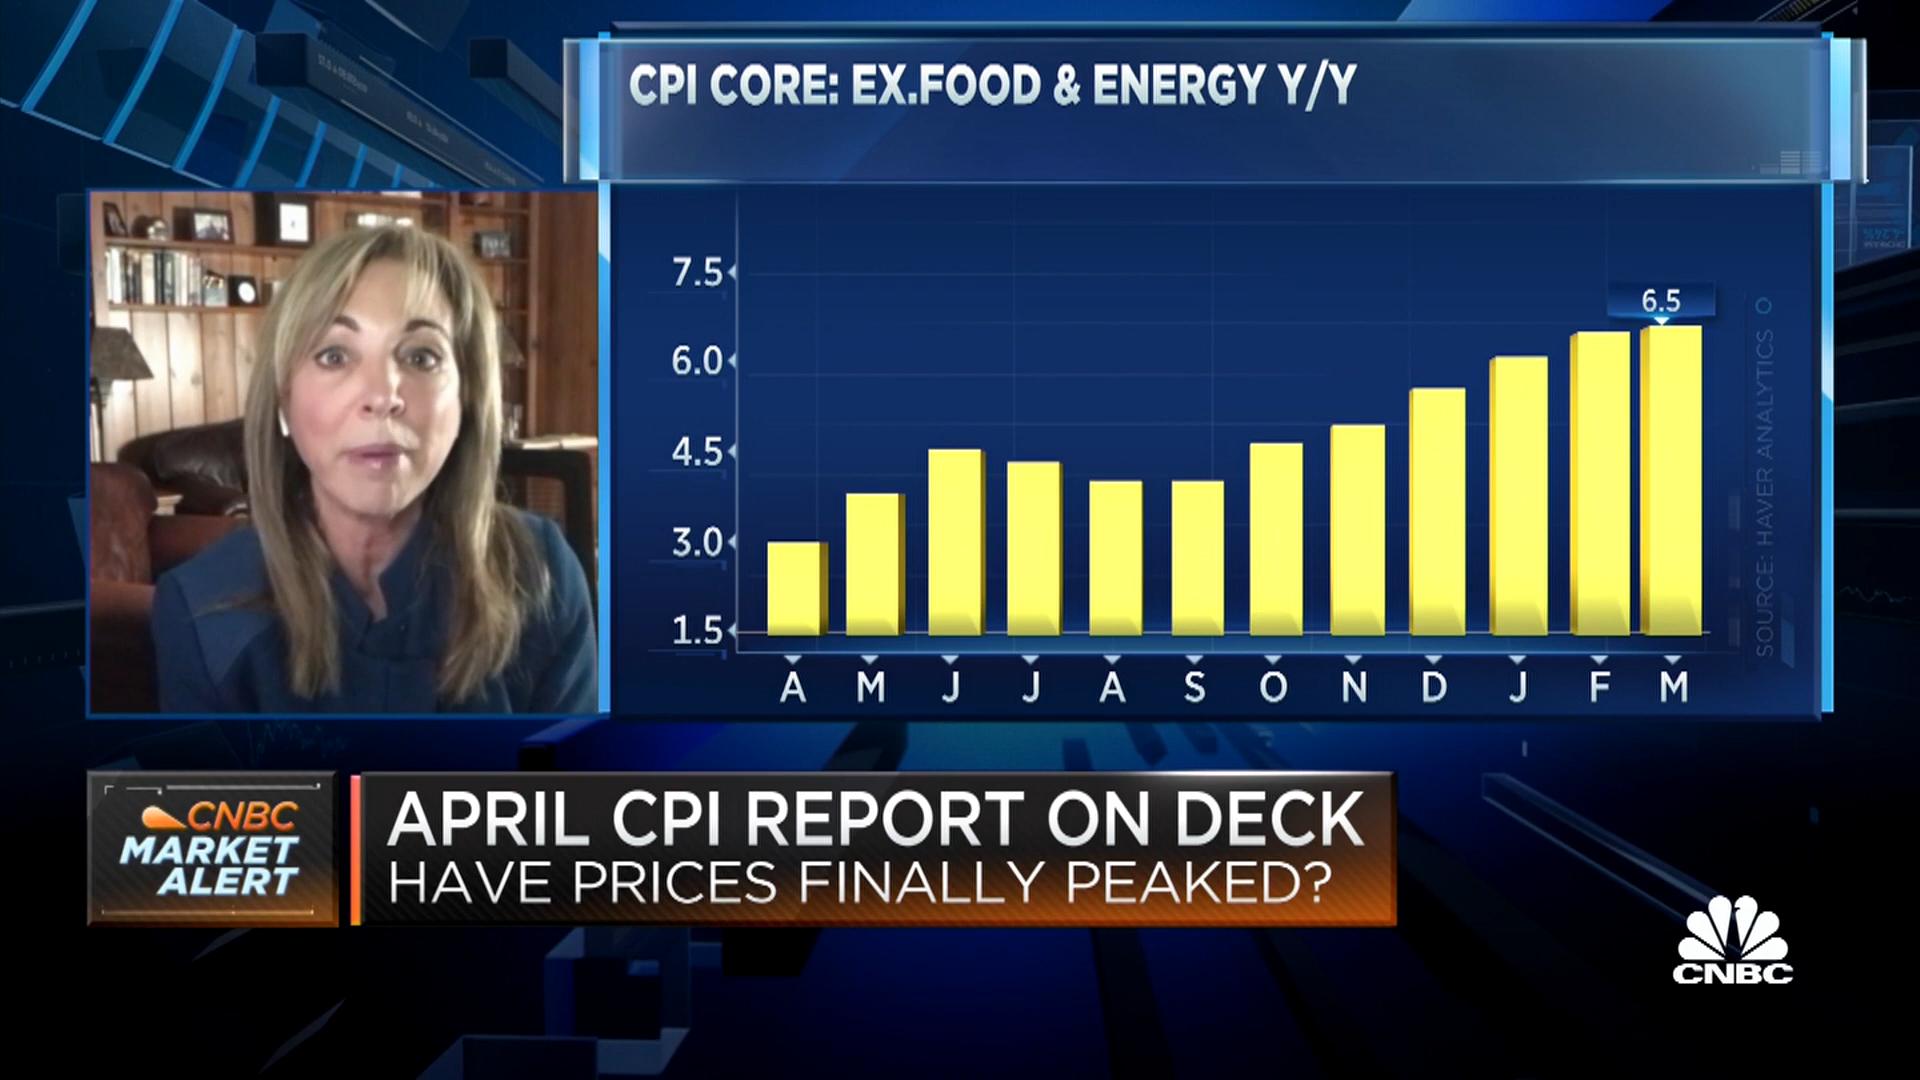 CPI CORE: EX.FOOD & ENERGY Y/Y
7.5
6.0
4.5
3.0
1.5
6.5
A M J J A S O N D J F M
SOURCE: HAVER ANALYTICS
CNBC
MARKET
ALERT
APRIL CPI REPORT ON DECK
HAVE PRICES FINALLY PEAKED?
CNBC